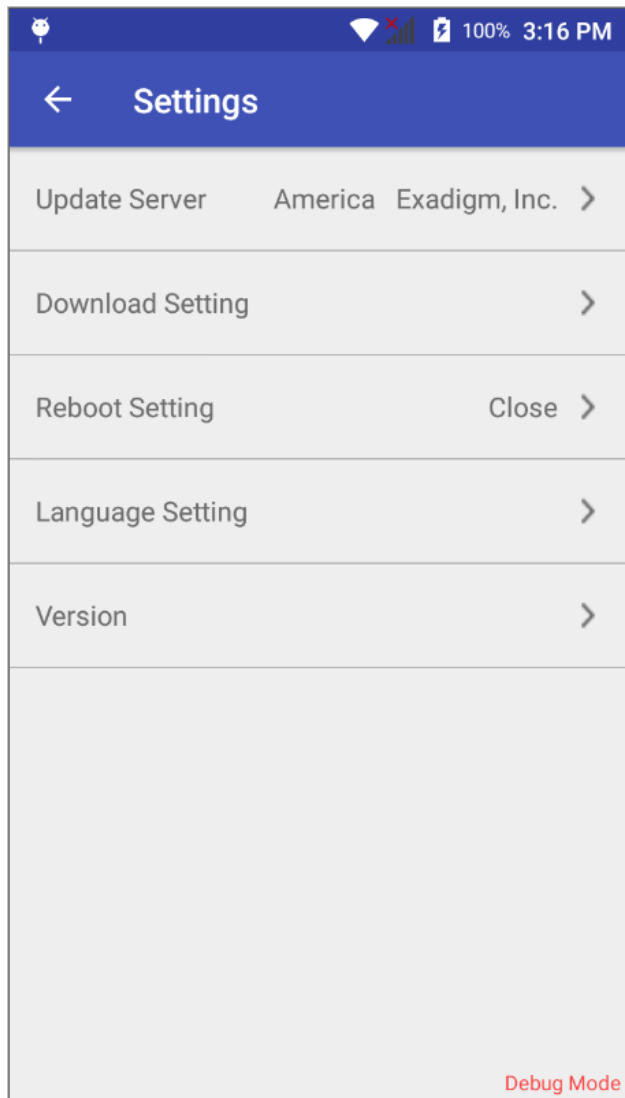 100% 3:16 PM
Settings
Update Server America Exadigm, Inc.
Download Setting
Reboot Setting Close
Language Setting
Version
Debug Mode